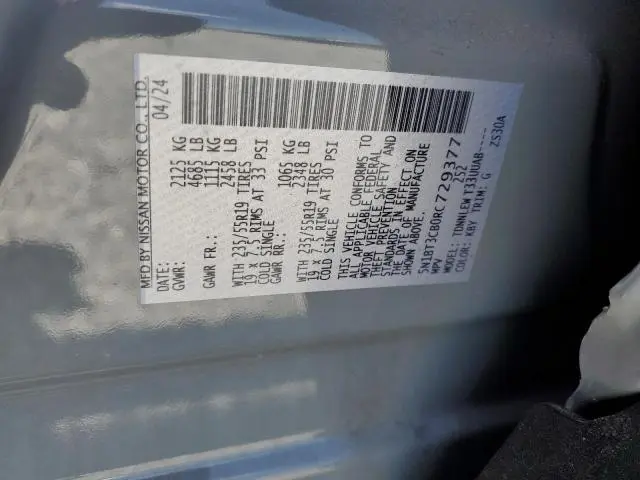 MFD BY NISSAN MOTOR CO., LTD.
DATE: 04/24
GVWR: 2125 KG
4685 LB
GAWR FR.: 1115 KG
2458 LB
WITH 235/55R19 TIRES
19 x 7.5 RIMS AT 33 PSI
COLD SINGLE
GAWR RR.: 1065 KG
2348 LB
WITH 235/55R19 TIRES
19 x 7.5 RIMS AT 30 PSI
COLD SINGLE
THIS VEHICLE CONFORMS TO
ALL APPLICABLE FEDERAL
MOTOR VEHICLE SAFETY AND
THEFT PREVENTION
STANDARDS IN EFFECT ON
THE DATE OF MANUFACTURE
SHOWN ABOVE.
5N1BT3CB0RC729377
MPV 2S2
MODEL: TDNNLEWT33UUAB----
COLOR: KBY TRIM: G ZS30A